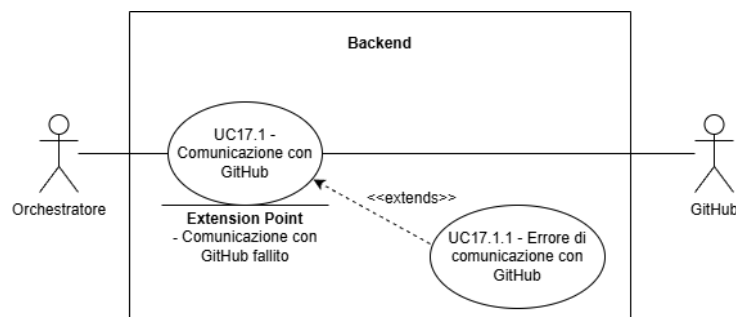 Backend
UC17.1 -
Comunicazione con
GitHub
<<extends>>
Orchestratore
GitHub
Extension Point
- Comunicazione con
GitHub fallito
UC17.1.1 - Errore di
comunicazione con
GitHub